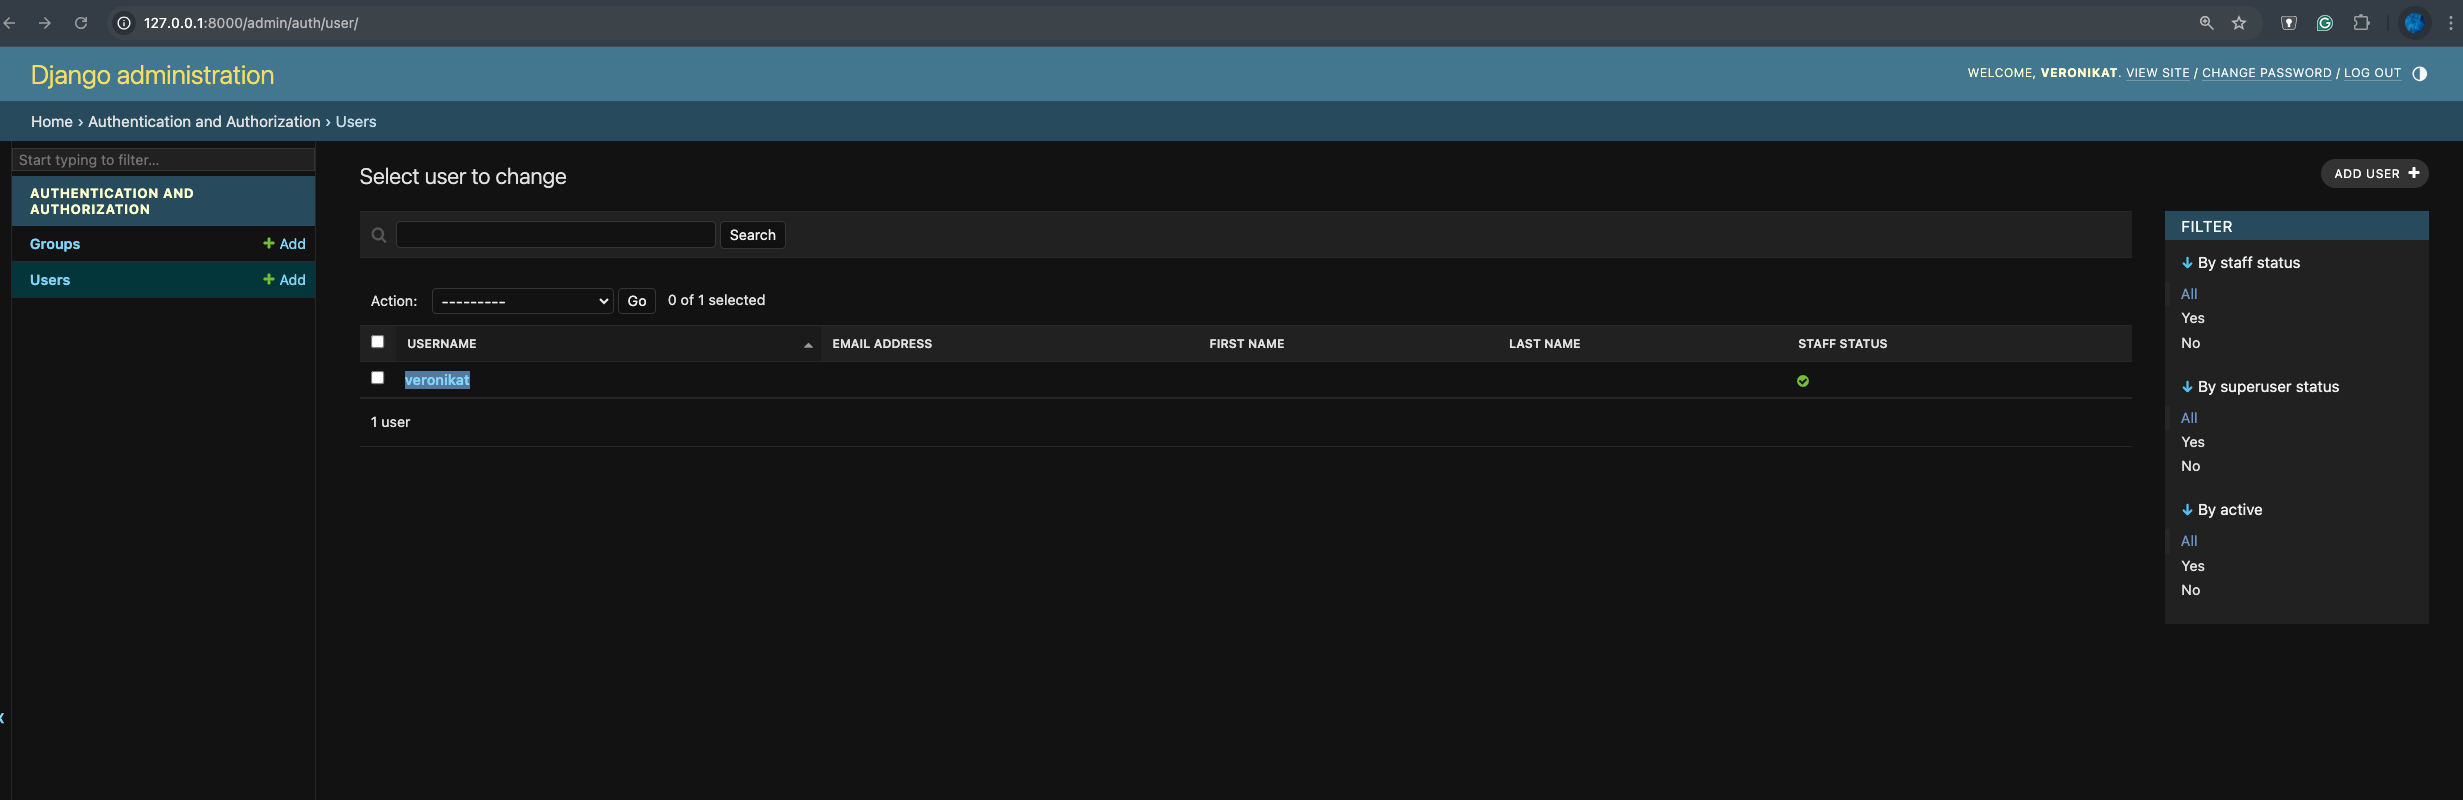 127.0.0.1:8000/admin/auth/user/
Django administration
WELCOME, VERONIKAT. VIEW SITE / CHANGE PASSWORD / LOG OUT
Home › Authentication and Authorization › Users
Start typing to filter...
AUTHENTICATION AND
AUTHORIZATION
Groups + Add
Users + Add
Select user to change
ADD USER +
Search
Action: --------- Go 0 of 1 selected
USERNAME EMAIL ADDRESS FIRST NAME LAST NAME STAFF STATUS
veronikat
1 user
FILTER
↓ By staff status
All
Yes
No
↓ By superuser status
All
Yes
No
↓ By active
All
Yes
No